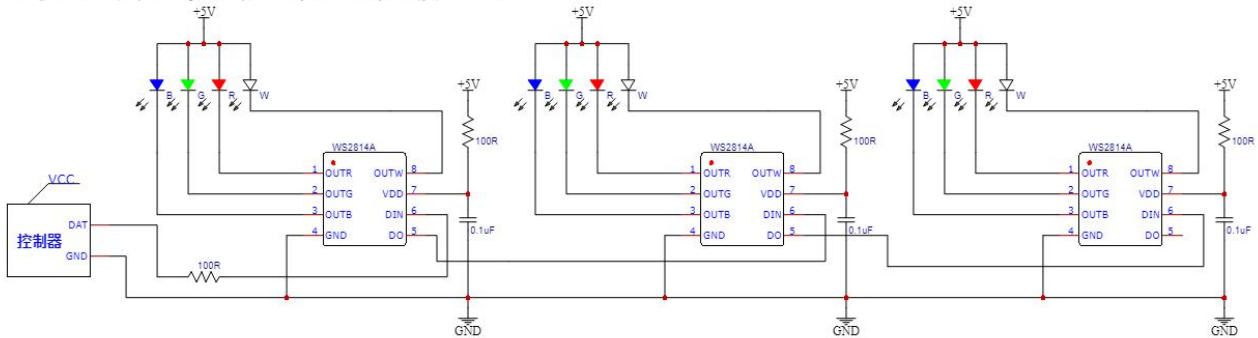 +5V +5V +5V
B G R W +5V B G R W +5V B G R W +5V
100R 100R 100R
WS2814A WS2814A WS2814A
1 OUTR OUTW 8 1 OUTR OUTW 8 1 OUTR OUTW 8
2 OUTG VDD 7 2 OUTG VDD 7 2 OUTG VDD 7
3 OUTB DIN 6 3 OUTB DIN 6 3 OUTB DIN 6
0.1uF 0.1uF 0.1uF
4 GND DO 5 4 GND DO 5 4 GND DO 5
VCC
DAT
控制器
GND
100R
GND GND GND